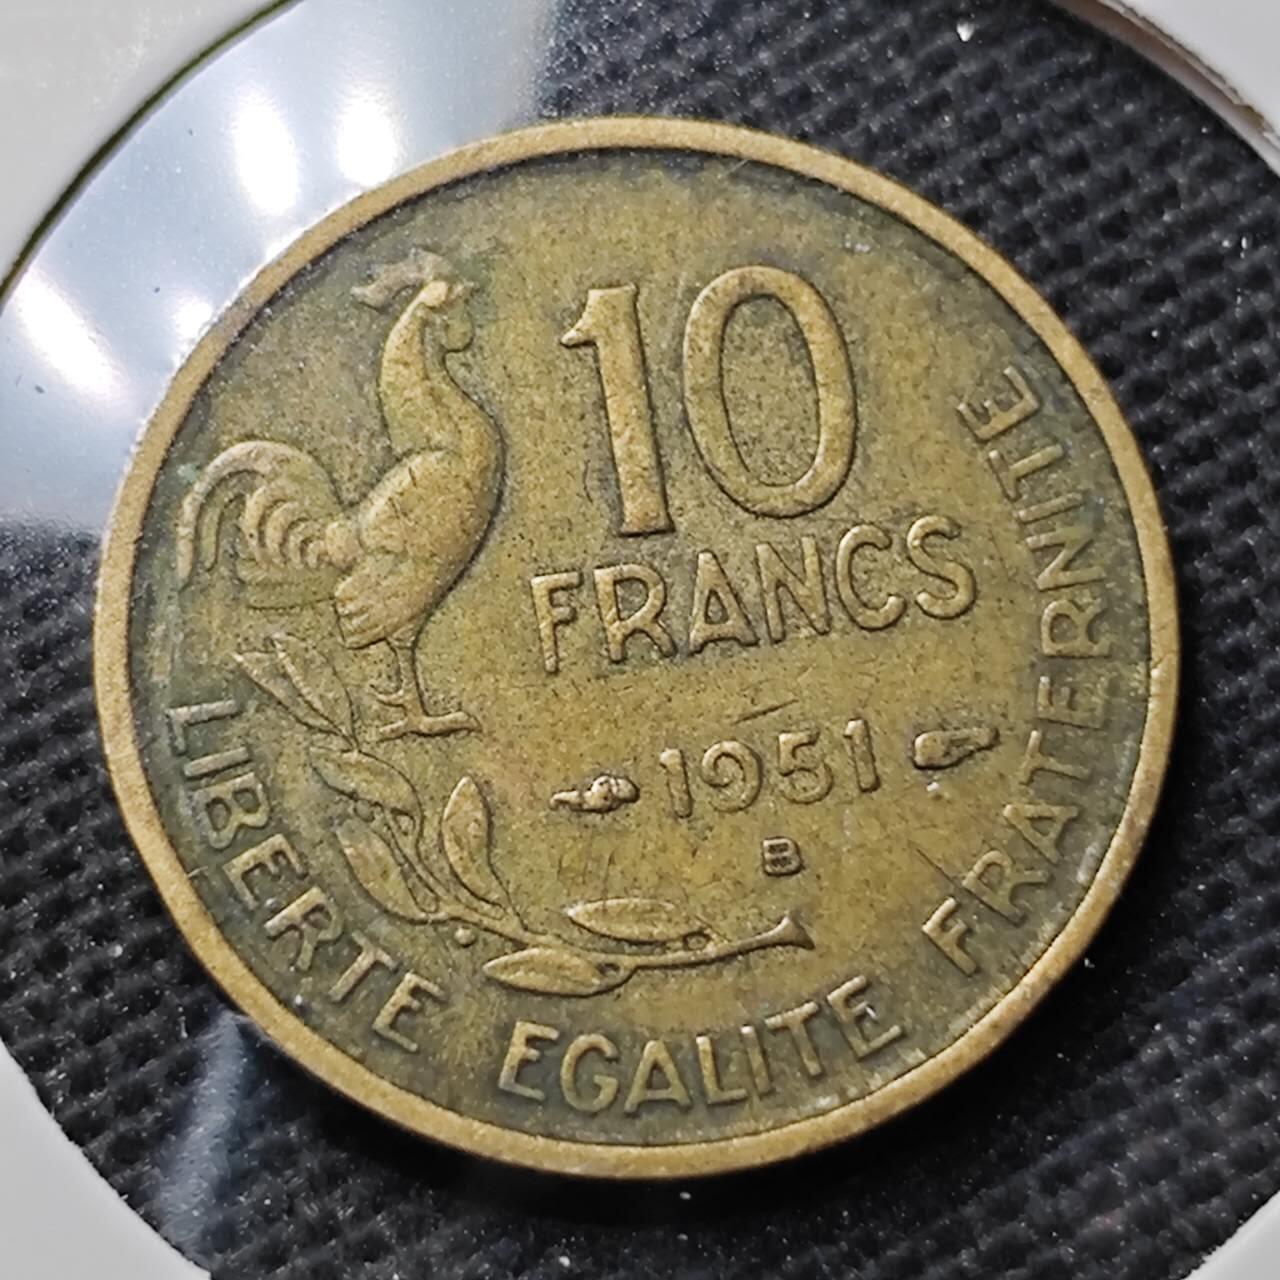 10
FRANCS
1951
B
LIBERTE EGALITE FRATERNITE